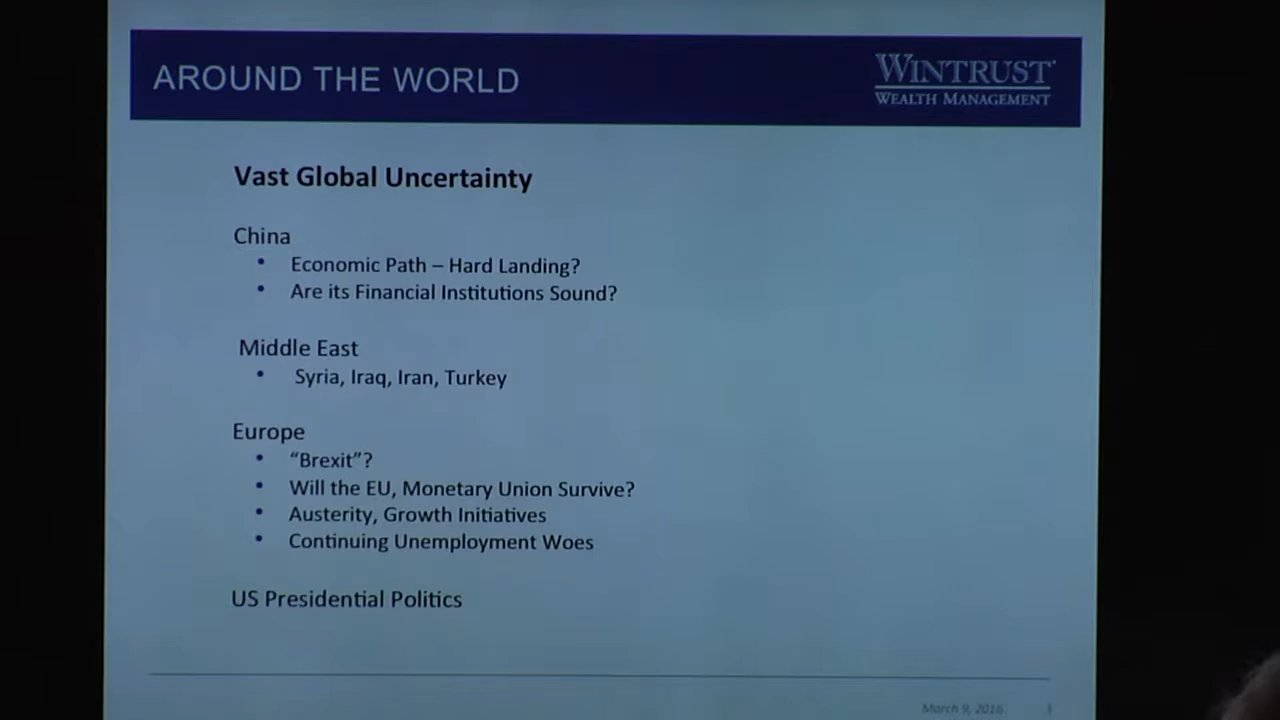 AROUND THE WORLD
WINTRUST
WEALTH MANAGEMENT
Vast Global Uncertainty
China
• Economic Path – Hard Landing?
• Are its Financial Institutions Sound?
Middle East
• Syria, Iraq, Iran, Turkey
Europe
• “Brexit”?
• Will the EU, Monetary Union Survive?
• Austerity, Growth Initiatives
• Continuing Unemployment Woes
US Presidential Politics
March 9, 2016